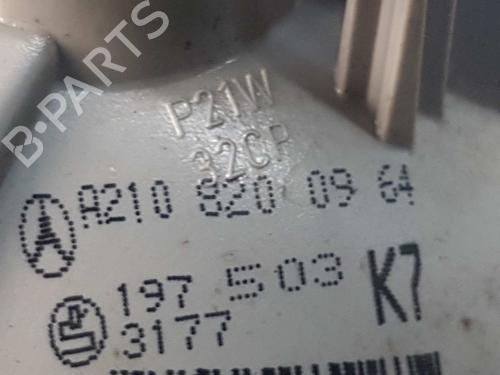 B-PARTS
P21W
32CP
A210 820 09 64
197 503 K7
3177